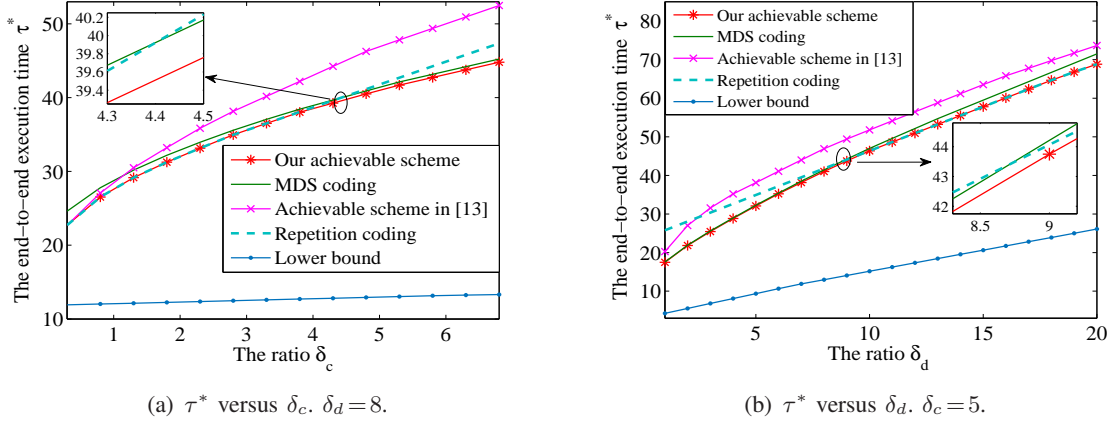 The end−to−end execution time τ*
50
40
30
20
10
40.2
40
39.8
39.6
39.4
4.3
4.4
4.5
Our achievable scheme
MDS coding
Achievable scheme in [13]
Repetition coding
Lower bound
1
2
3
4
5
6
The ratio δc
(a) τ* versus δc. δd=8.
The end−to−end execution time τ*
85
80
70
60
50
40
30
20
10
3
Our achievable scheme
MDS coding
Achievable scheme in [13]
Repetition coding
Lower bound
44
43
42
8.5
9
5
10
15
20
The ratio δd
(b) τ* versus δd. δc=5.